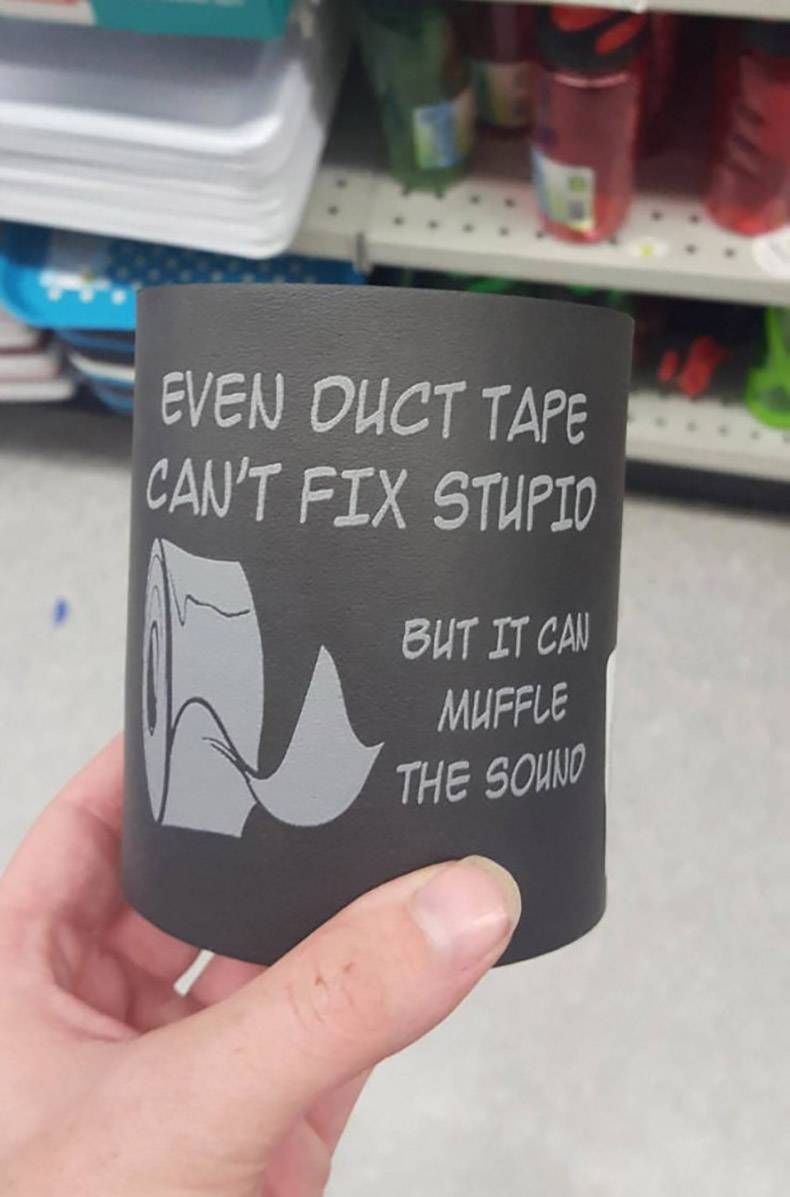 EVEN DUCT TAPE
CAN'T FIX STUPID
BUT IT CAN
MUFFLE
THE SOUND